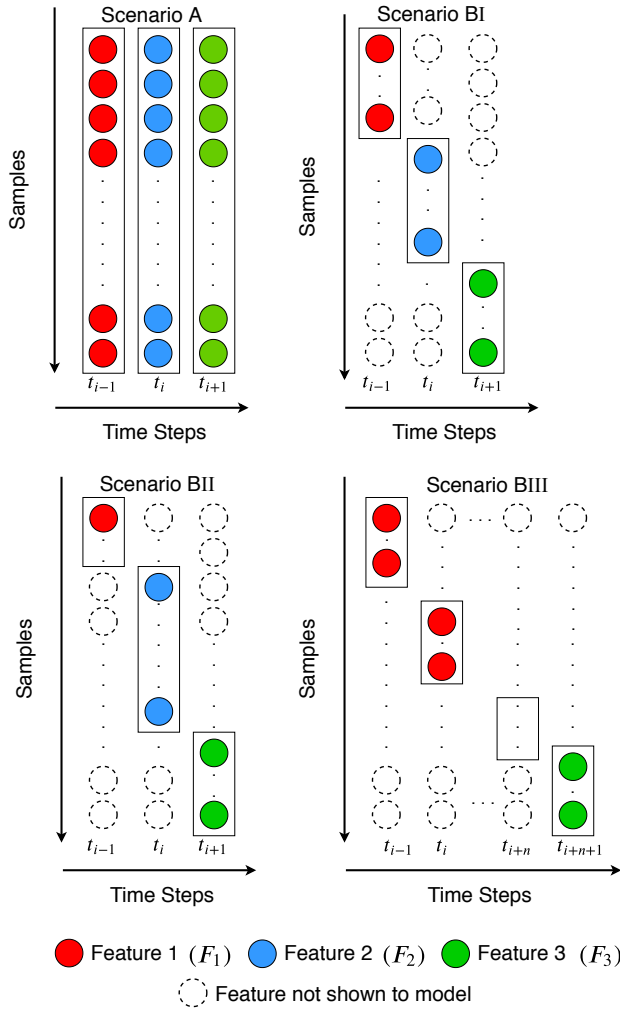 Scenario A
Samples
t_{i−1} t_i t_{i+1}
Time Steps
Scenario BI
Samples
t_{i−1} t_i t_{i+1}
Time Steps
Scenario BII
Samples
t_{i−1} t_i t_{i+1}
Time Steps
Scenario BIII
Samples
t_{i−1} t_i t_{i+n} t_{i+n+1}
Time Steps
Feature 1 (F_1) Feature 2 (F_2) Feature 3 (F_3)
Feature not shown to model